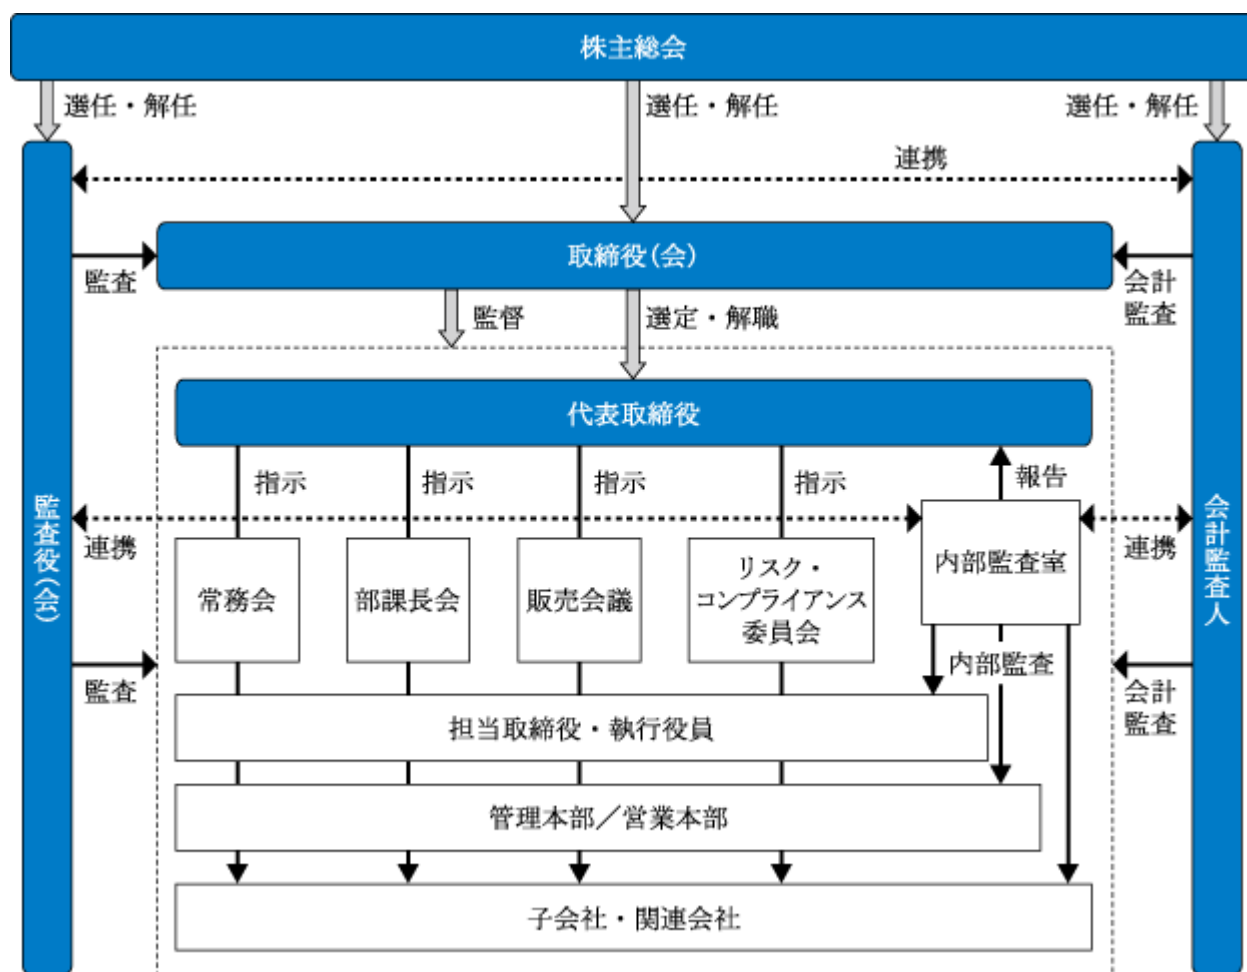 株主総会
選任・解任
選任・解任
選任・解任
連携
取締役(会)
監査
会計
監査
監督
選定・解職
代表取締役
指示
指示
指示
指示
報告
監査役(会)
会計監査人
連携
連携
常務会
部課長会
販売会議
リスク・
コンプライアンス
委員会
内部監査室
監査
内部監査
会計
監査
担当取締役・執行役員
管理本部/営業本部
子会社・関連会社